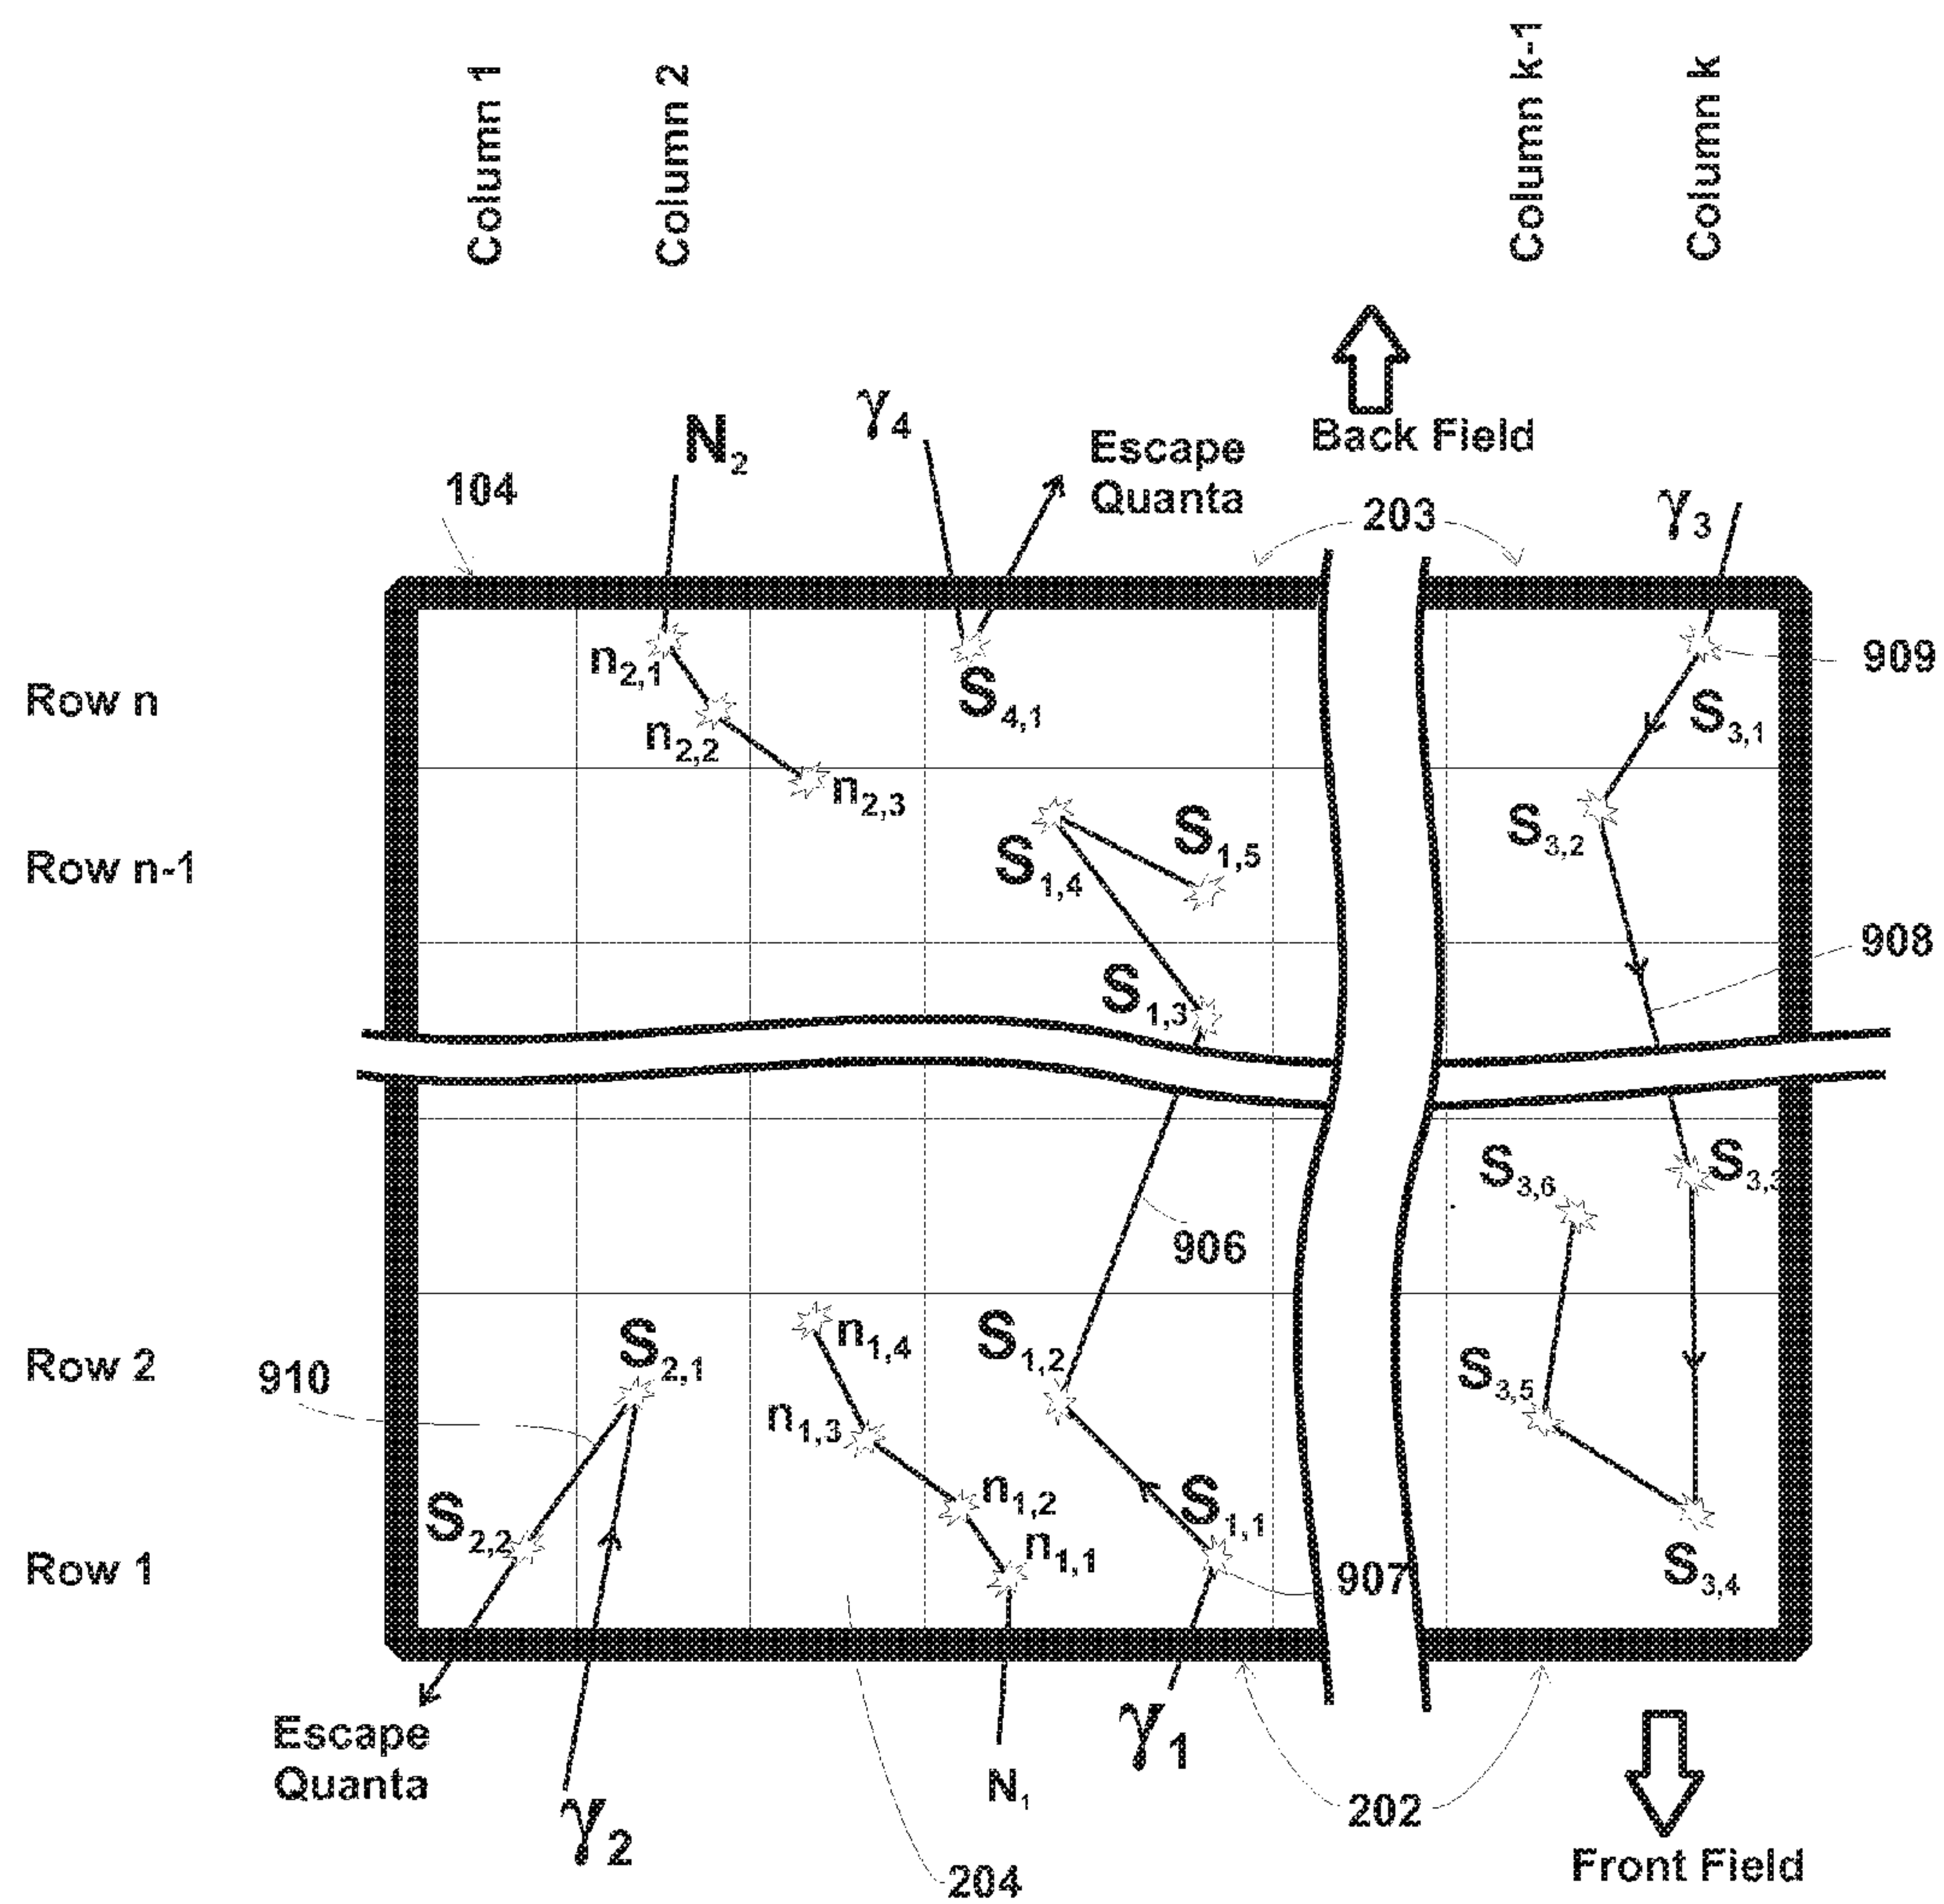 Column 1
Column 2
Column k-1
Column k
Back Field
N2
γ4
Escape
Quanta
104
203
γ3
n2,1
S4,1
909
Row n
S3,1
n2,2
n2,3
S1,5
S3,2
Row n-1
S1,4
908
S1,3
S3,6
S3,3
906
S1,2
n1,4
Row 2
S2,1
910
S3,5
n1,3
n1,2
S1,1
S2,2
n1,1
Row 1
907
S3,4
Escape
Quanta
γ1
N1
202
γ2
204
Front Field